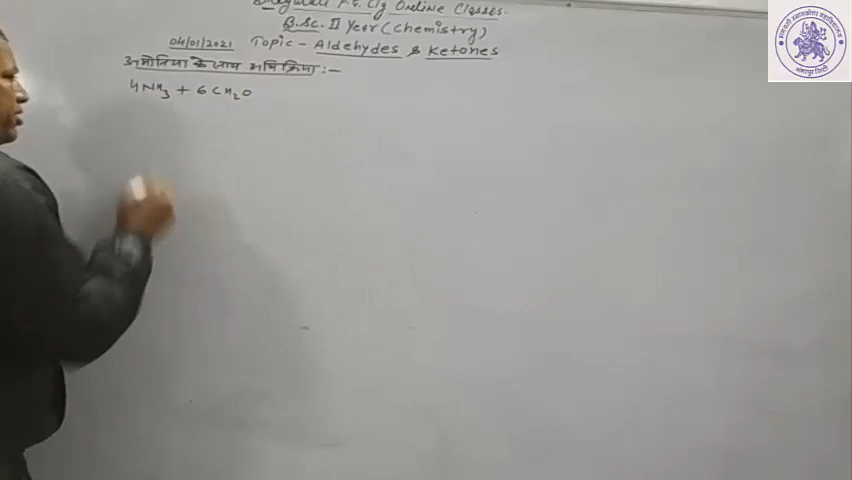 Bhagwati P.G. Clg Online Classes.
B.Sc. II Year (Chemistry)
04/01/2021 Topic - Aldehydes & Ketones
अमोनिया के साथ अभिक्रिया :-
4NH3 + 6CH2O